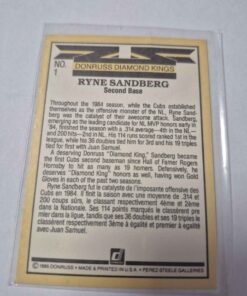 NO.
1
DONRUSS DIAMOND KINGS
RYNE SANDBERG
Second Base
Throughout the 1984 season, while the Cubs established
themselves as the offensive monster of the NL, Ryne Sand-
berg was the catalyst of their awesome attack. Sandberg,
emerging as the leading candidate for NL MVP honors early in
'84, finished the season with a .314 average—4th in the NL—
and 200 hits—2nd in NL. His 114 runs scored ranked 1st in the
league, while his 36 doubles tied him for 3rd and his 19 triples
tied for first with Juan Samuel.
A deserving Donruss "Diamond King," Sandberg became
the first Cubs second baseman since Hall of Famer Rogers
Hornsby to hit as many as 19 homers. Defensively, he
deserves "Diamond King" honors as well, having won
Gold Gloves in each of the past two seasons.
Ryne Sandberg fut le catalyst de l'imposante offensive des
Cubs en 1984. Il finit la saison avec une moyenne de .314 et
200 coups sûrs, le classant respectivement 4ième et 2ième
dans la Nationale. Ses 114 points marqués le classèrent pre-
mier dans la ligue, tandis que ses 36 doubles et ses 19 triples le
classèrent respectivement 3ième à égalité et premier à égalité
avec Juan Samuel.
© 1985 DONRUSS • MADE & PRINTED IN U.S.A. • PEREZ-STEELE GALLERIES